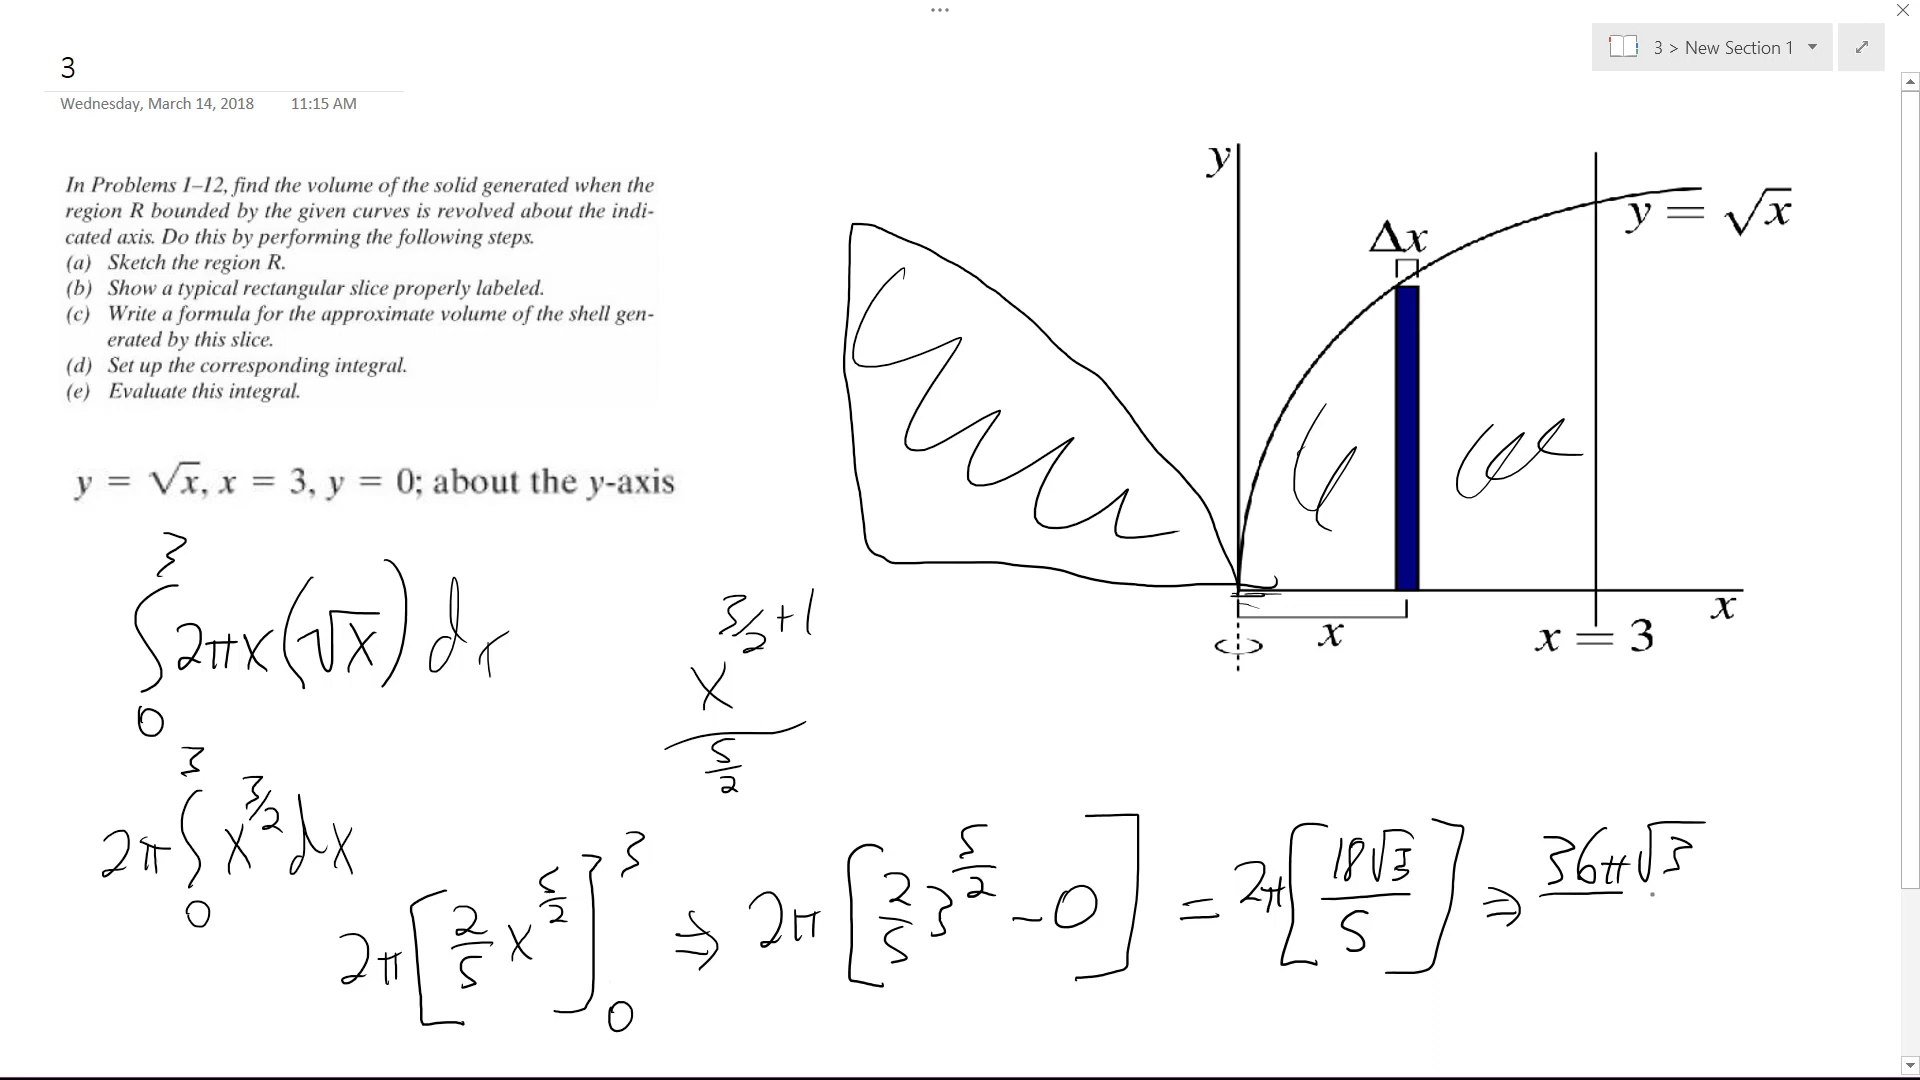 3 > New Section 1
3
Wednesday, March 14, 2018 11:15 AM
In Problems 1–12, find the volume of the solid generated when the
region R bounded by the given curves is revolved about the indi-
cated axis. Do this by performing the following steps.
(a) Sketch the region R.
(b) Show a typical rectangular slice properly labeled.
(c) Write a formula for the approximate volume of the shell gen-
erated by this slice.
(d) Set up the corresponding integral.
(e) Evaluate this integral.
y = √x, x = 3, y = 0; about the y-axis
y
y = √x
Δx
x
x = 3
x
∫₀³ 2πx(√x) dx
x^(3/2+1) / (5/2)
2π ∫₀³ x^(3/2) dx
2π [2/5 x^(5/2)]₀³ ⇒ 2π [2/5 3^(5/2) − 0] = 2π [18√3 / 5] ⇒ 36π√3